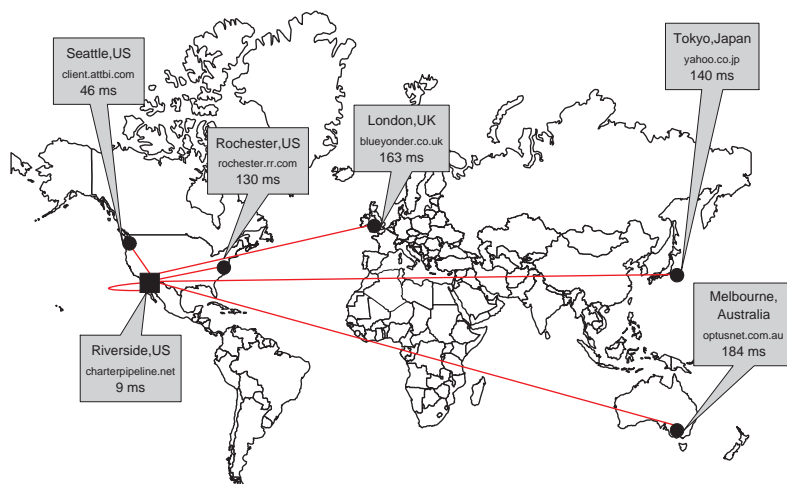 Seattle,US
client.attbi.com
46 ms
Rochester,US
rochester.rr.com
130 ms
London,UK
blueyonder.co.uk
163 ms
Tokyo,Japan
yahoo.co.jp
140 ms
Riverside,US
charterpipeline.net
9 ms
Melbourne,
Australia
optusnet.com.au
184 ms